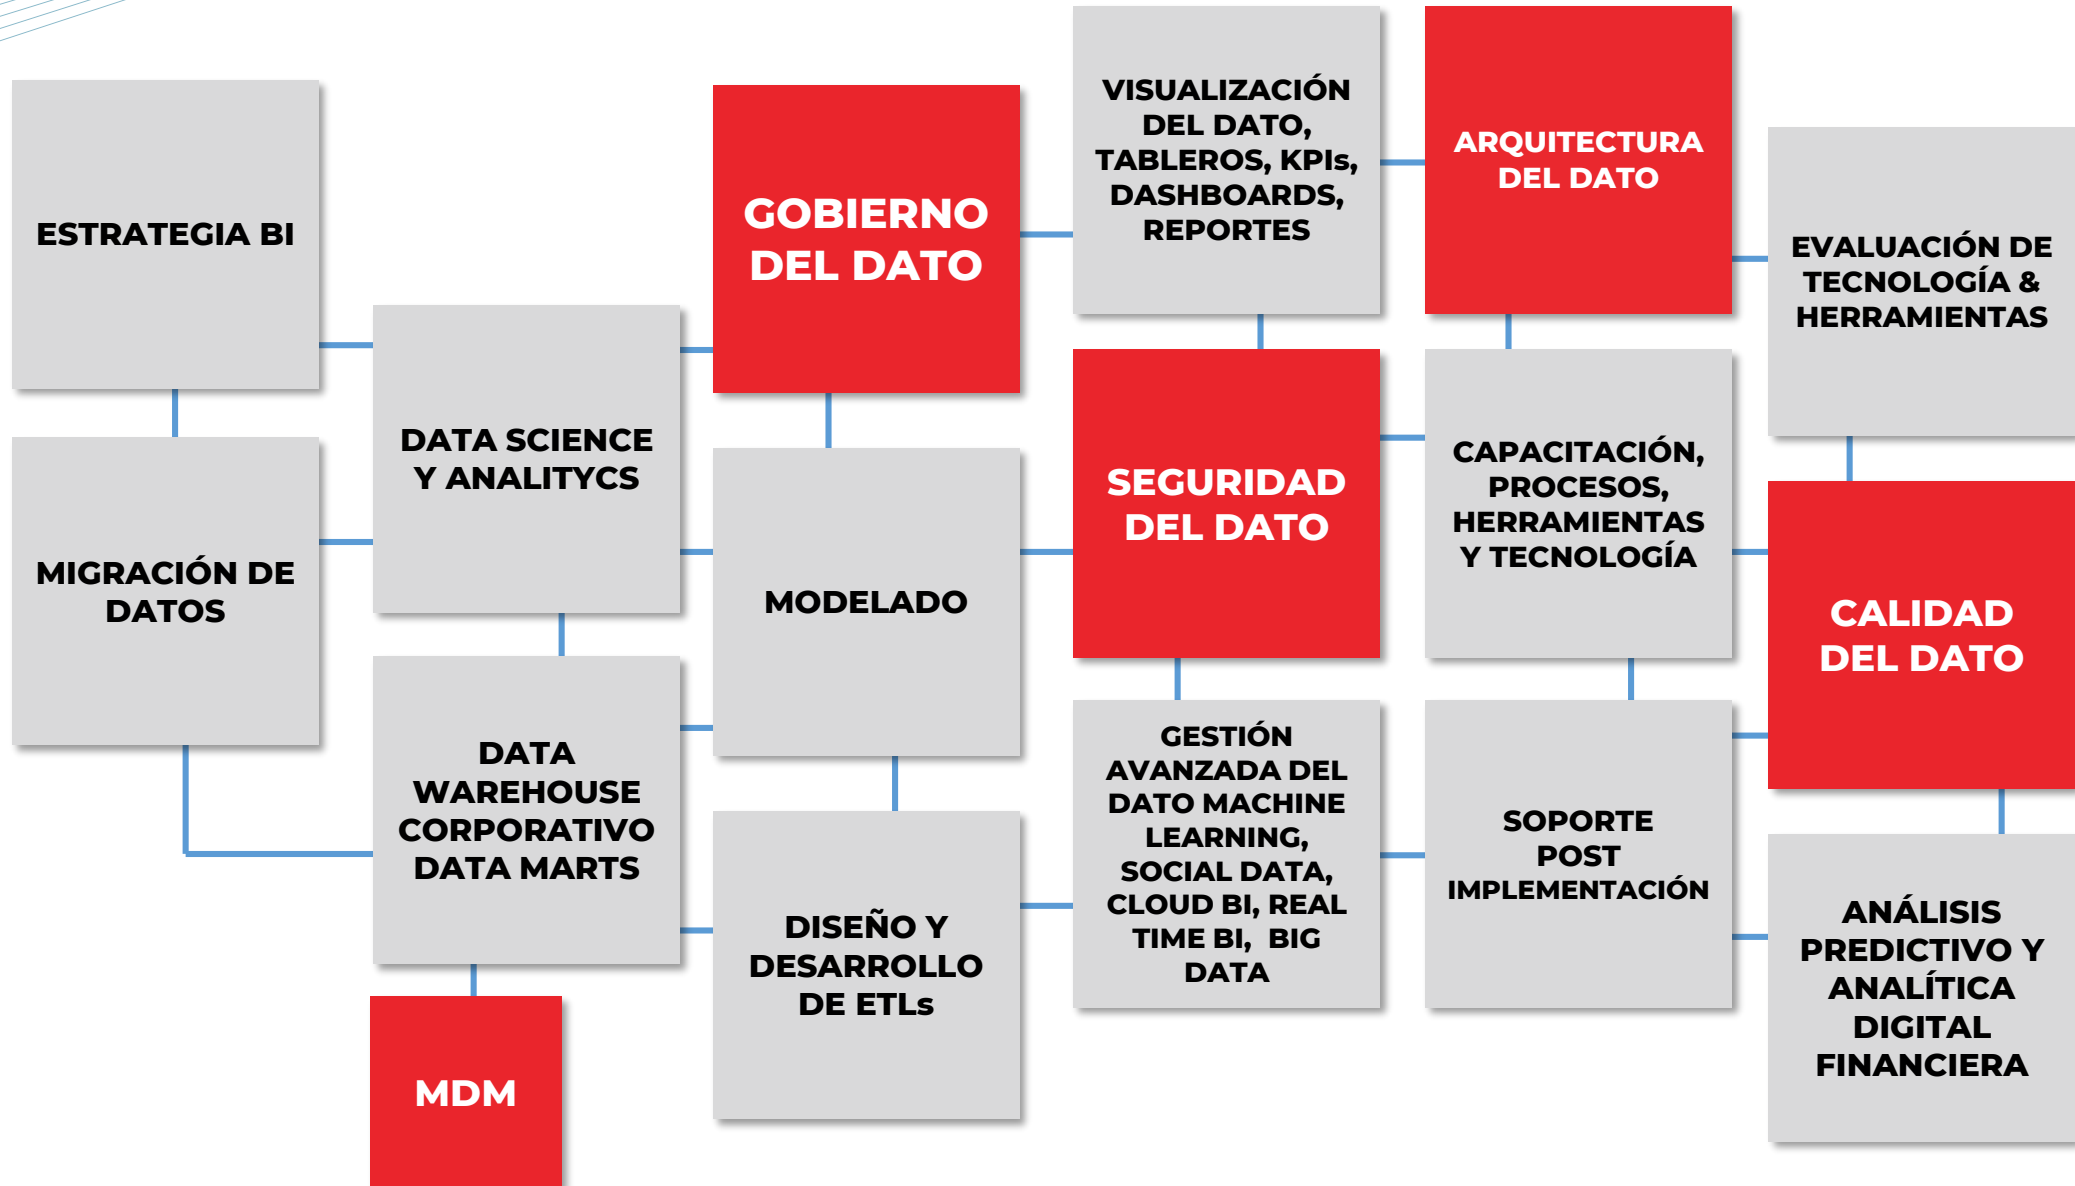 ESTRATEGIA BI
MIGRACIÓN DE
DATOS
DATA SCIENCE
Y ANALITYCS
DATA
WAREHOUSE
CORPORATIVO
DATA MARTS
MDM
GOBIERNO
DEL DATO
MODELADO
DISEÑO Y
DESARROLLO
DE ETLs
VISUALIZACIÓN
DEL DATO,
TABLEROS, KPIs,
DASHBOARDS,
REPORTES
SEGURIDAD
DEL DATO
GESTIÓN
AVANZADA DEL
DATO MACHINE
LEARNING,
SOCIAL DATA,
CLOUD BI, REAL
TIME BI, BIG
DATA
ARQUITECTURA
DEL DATO
CAPACITACIÓN,
PROCESOS,
HERRAMIENTAS
Y TECNOLOGÍA
SOPORTE
POST
IMPLEMENTACIÓN
EVALUACIÓN DE
TECNOLOGÍA &
HERRAMIENTAS
CALIDAD
DEL DATO
ANÁLISIS
PREDICTIVO Y
ANALÍTICA
DIGITAL
FINANCIERA